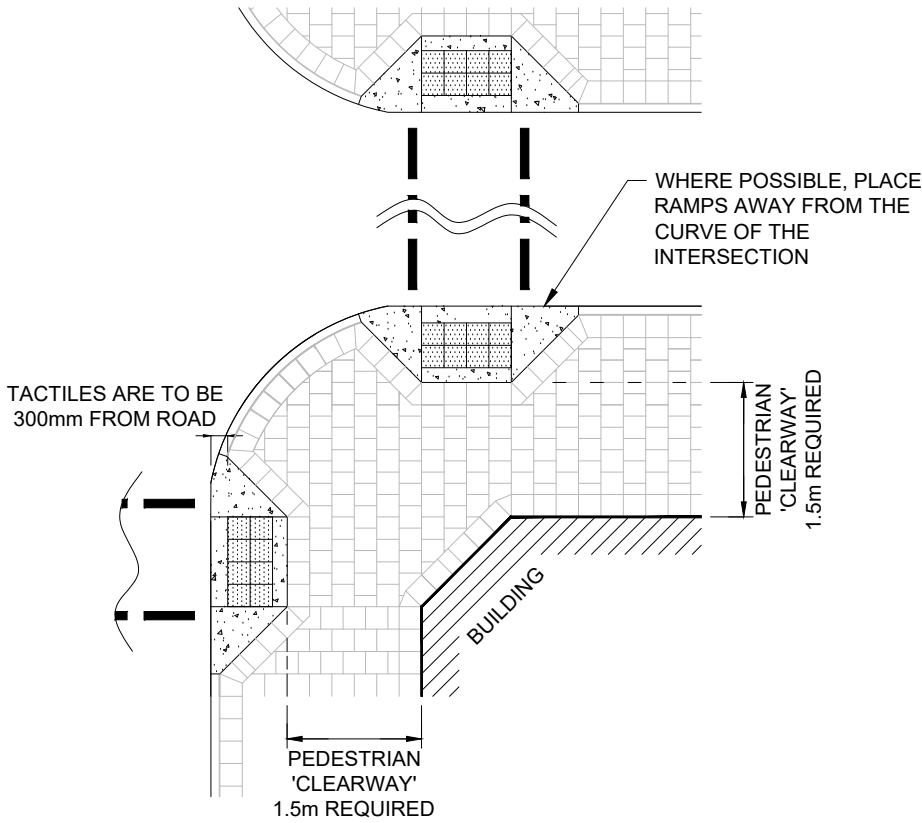 WHERE POSSIBLE, PLACE
RAMPS AWAY FROM THE
CURVE OF THE
INTERSECTION
TACTILES ARE TO BE
300mm FROM ROAD
PEDESTRIAN
'CLEARWAY'
1.5m REQUIRED
BUILDING
PEDESTRIAN
'CLEARWAY'
1.5m REQUIRED